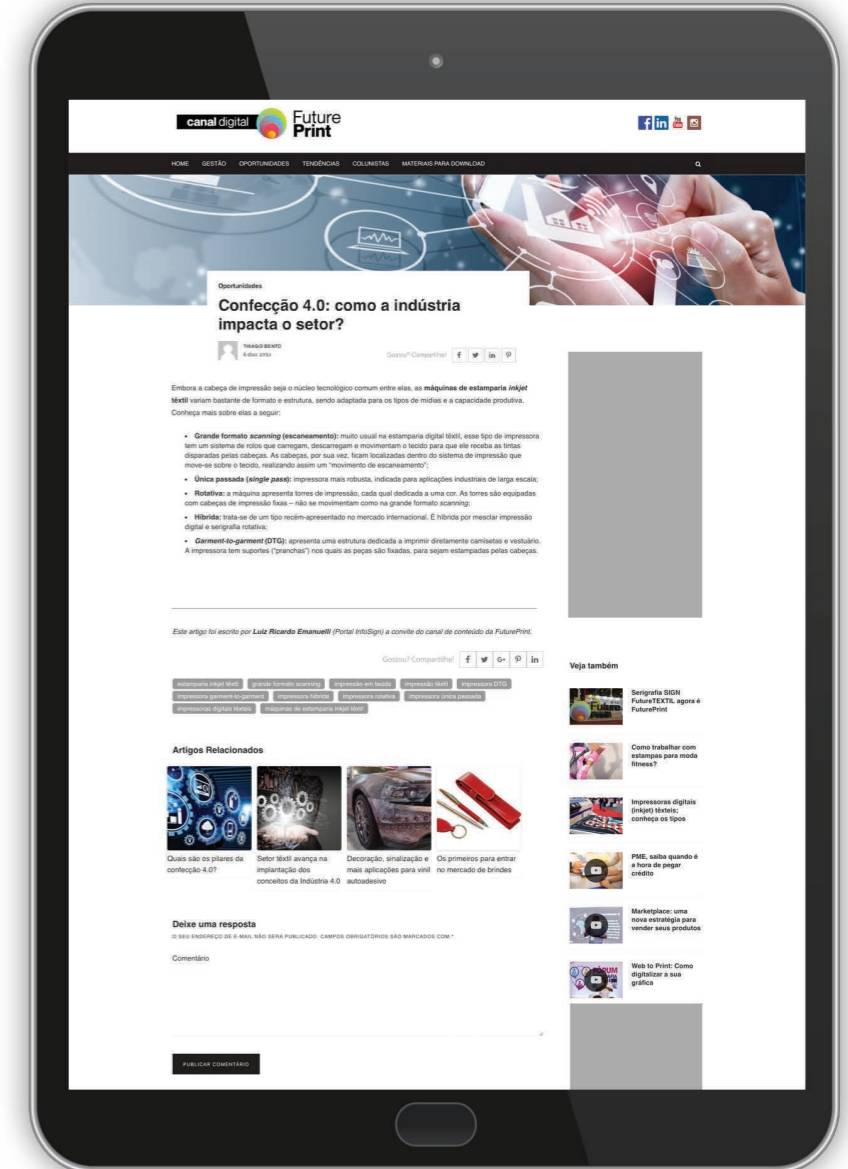 canal digital
Future
Print
HOME GESTÃO OPORTUNIDADES TENDÊNCIAS COLUNISTAS MATERIAIS PARA DOWNLOAD
Oportunidades
Confecção 4.0: como a indústria
impacta o setor?
THIAGO BENTO
4 dias atrás
Gostou? Compartilhe!
Embora a cabeça de impressão seja o núcleo tecnológico comum entre elas, as máquinas de estamparia inkjet
têxtil variam bastante de formato e estrutura, sendo adaptada para os tipos de mídias e a capacidade produtiva.
Conheça mais sobre elas a seguir:
• Grande formato scanning (escaneamento): muito usual na estamparia digital têxtil, esse tipo de impressora
tem um sistema de rolos que carregam, descarregam e movimentam o tecido para que ele receba as tintas
disparadas pelas cabeças. As cabeças, por sua vez, ficam localizadas dentro do sistema de impressão que
move-se sobre o tecido, realizando assim um “movimento de escaneamento”;
• Única passada (single pass): impressora mais robusta, indicada para aplicações industriais de larga escala;
• Rotativa: a máquina apresenta torres de impressão, cada qual dedicada a uma cor. As torres são equipadas
com cabeças de impressão fixas – não se movimentam como na grande formato scanning;
• Híbrida: trata-se de um tipo recém-apresentado no mercado internacional. É híbrida por mesclar impressão
digital e serigrafia rotativa;
• Garment-to-garment (DTG): apresenta uma estrutura dedicada a imprimir diretamente camisetas e vestuário.
A impressora tem suportes (“pranchas”) nos quais as peças são fixadas, para sejam estampadas pelas cabeças.
Este artigo foi escrito por Luiz Ricardo Emanuelli (Portal InfoSign) a convite do canal de conteúdo da FuturePrint.
Gostou? Compartilhe!
estamparia inkjet têxtil grande formato scanning impressão em tecido impressão têxtil impressora DTG
impressora garment-to-garment impressora híbrida impressora rotativa impressora única passada
impressoras digitais têxteis máquinas de estamparia inkjet têxtil
Artigos Relacionados
Quais são os pilares da
confecção 4.0?
Setor têxtil avança na
implantação dos
conceitos da Indústria 4.0
Decoração, sinalização e
mais aplicações para vinil
autoadesivo
Os primeiros para entrar
no mercado de brindes
Deixe uma resposta
O SEU ENDEREÇO DE E-MAIL NÃO SERÁ PUBLICADO. CAMPOS OBRIGATÓRIOS SÃO MARCADOS COM *
Comentário
PUBLICAR COMENTÁRIO
Veja também
Serigrafia SIGN
FutureTEXTIL agora é
FuturePrint
Como trabalhar com
estampas para moda
fitness?
Impressoras digitais
(inkjet) têxteis;
conheça os tipos
PME, saiba quando é
a hora de pegar
crédito
Marketplace: uma
nova estratégia para
vender seus produtos
Web to Print: Como
digitalizar a sua
gráfica